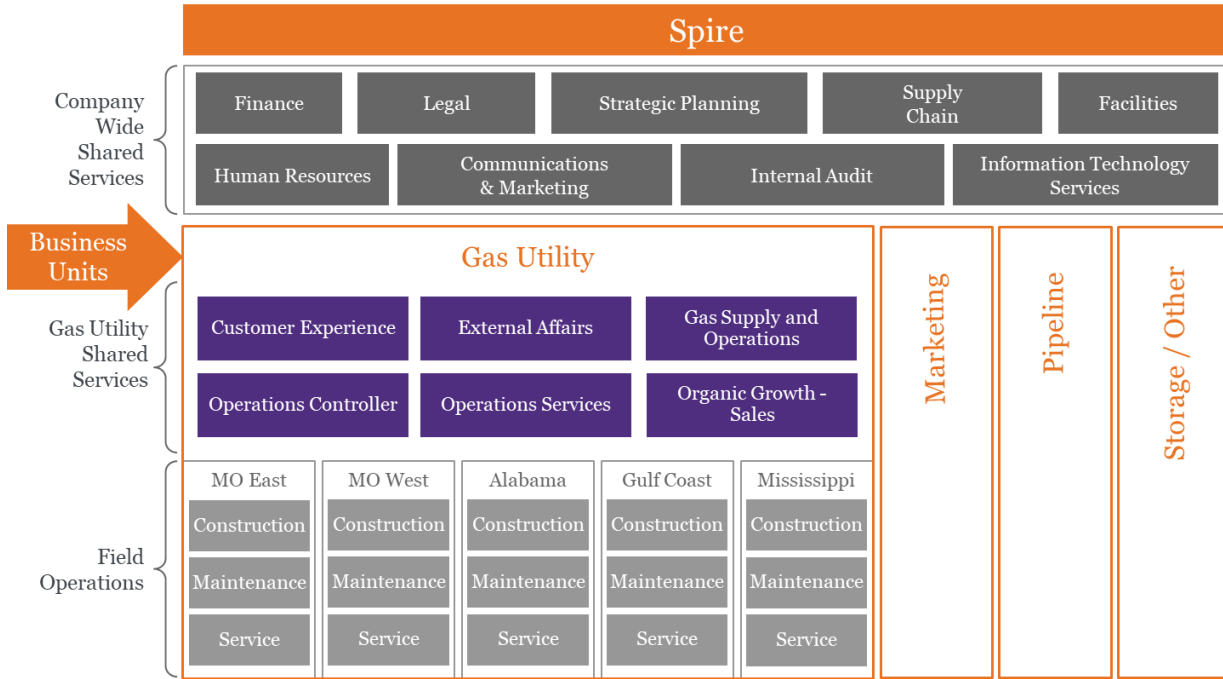 Spire
Company
Wide
Shared
Services
Finance
Legal
Strategic Planning
Supply
Chain
Facilities
Human Resources
Communications
& Marketing
Internal Audit
Information Technology
Services
Business
Units
Gas Utility
Gas Utility
Shared
Services
Customer Experience
External Affairs
Gas Supply and
Operations
Operations Controller
Operations Services
Organic Growth -
Sales
Field
Operations
MO East
Construction
Maintenance
Service
MO West
Construction
Maintenance
Service
Alabama
Construction
Maintenance
Service
Gulf Coast
Construction
Maintenance
Service
Mississippi
Construction
Maintenance
Service
Marketing
Pipeline
Storage / Other